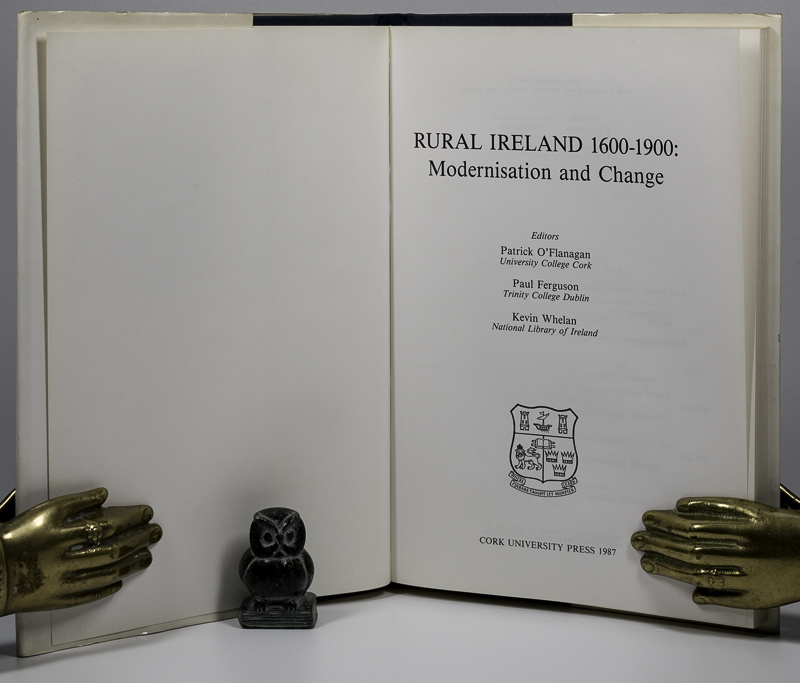 RURAL IRELAND 1600-1900:
Modernisation and Change
Editors
Patrick O'Flanagan
University College Cork
Paul Ferguson
Trinity College Dublin
Kevin Whelan
National Library of Ireland
CORK UNIVERSITY PRESS 1987